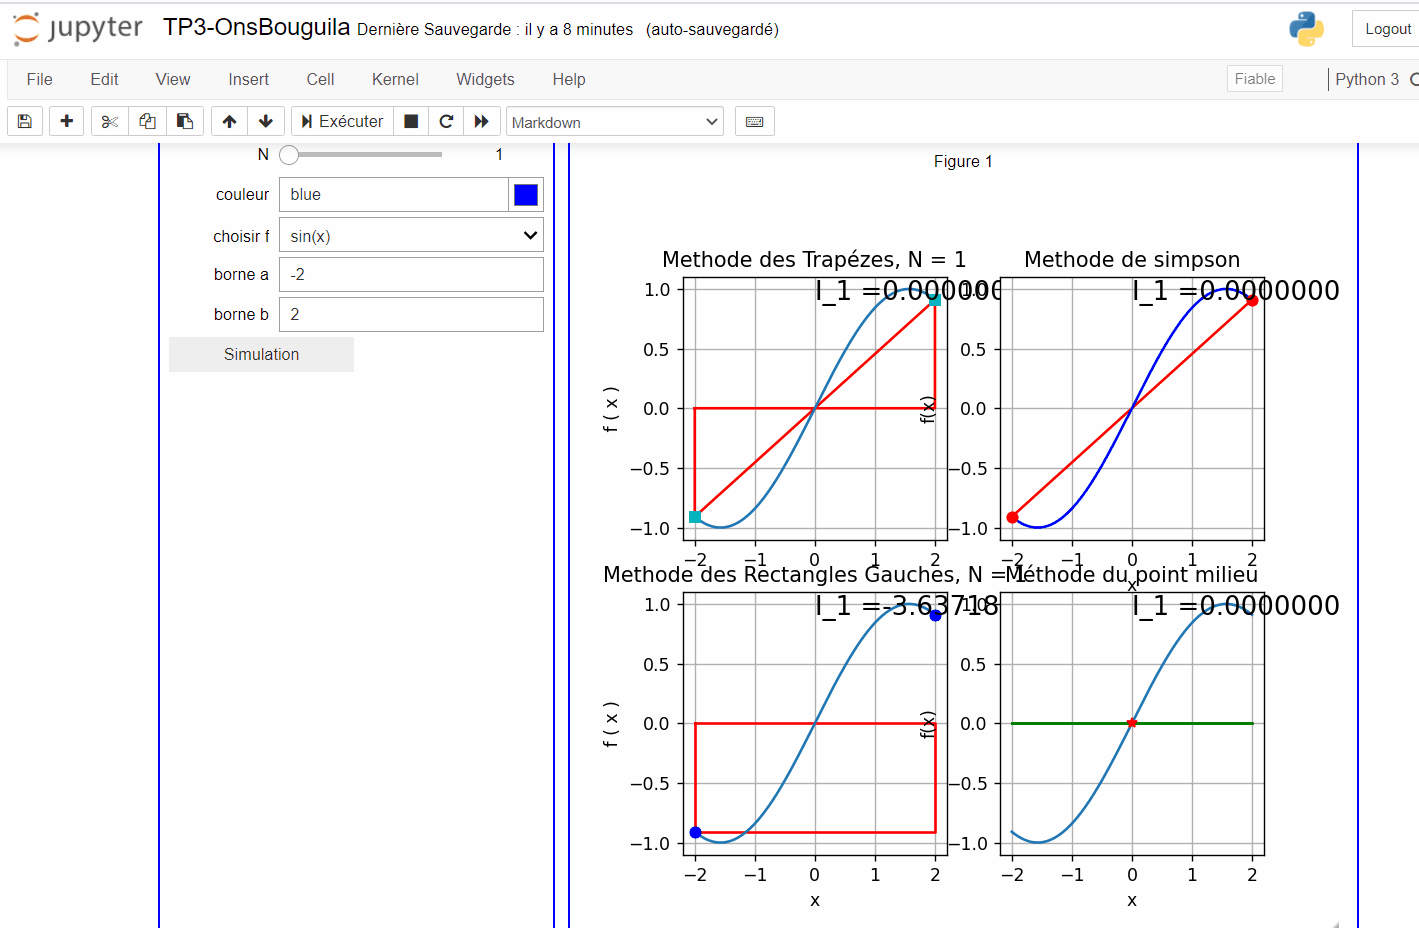 jupyter TP3-OnsBouguila Dernière Sauvegarde : il y a 8 minutes (auto-sauvegardé) Logout
File Edit View Insert Cell Kernel Widgets Help Fiable Python 3
Exécuter Markdown
N 1
couleur blue
choisir f sin(x)
borne a -2
borne b 2
Simulation
Figure 1
Methode des Trapézes, N = 1
I_1 =0.000000
1.0
0.5
0.0
−0.5
−1.0
f ( x )
−2 −1 0 1 2
Methode de simpson
I_1 =0.0000000
1.0
0.5
0.0
−0.5
−1.0
f(x)
−2 −1 0 1 2
x
Methode des Rectangles Gauches, N = 1
I_1 =-3.63718
1.0
0.5
0.0
−0.5
−1.0
f ( x )
−2 −1 0 1 2
x
Méthode du point milieu
I_1 =0.0000000
1.0
0.5
0.0
−0.5
−1.0
f(x)
−2 −1 0 1 2
x